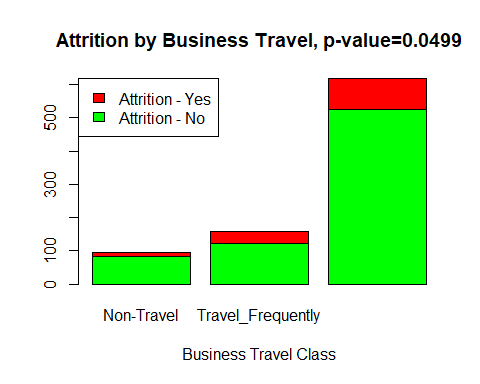 Attrition by Business Travel, p-value=0.0499
Attrition - Yes
Attrition - No
500
300
100
0
Non-Travel Travel_Frequently
Business Travel Class